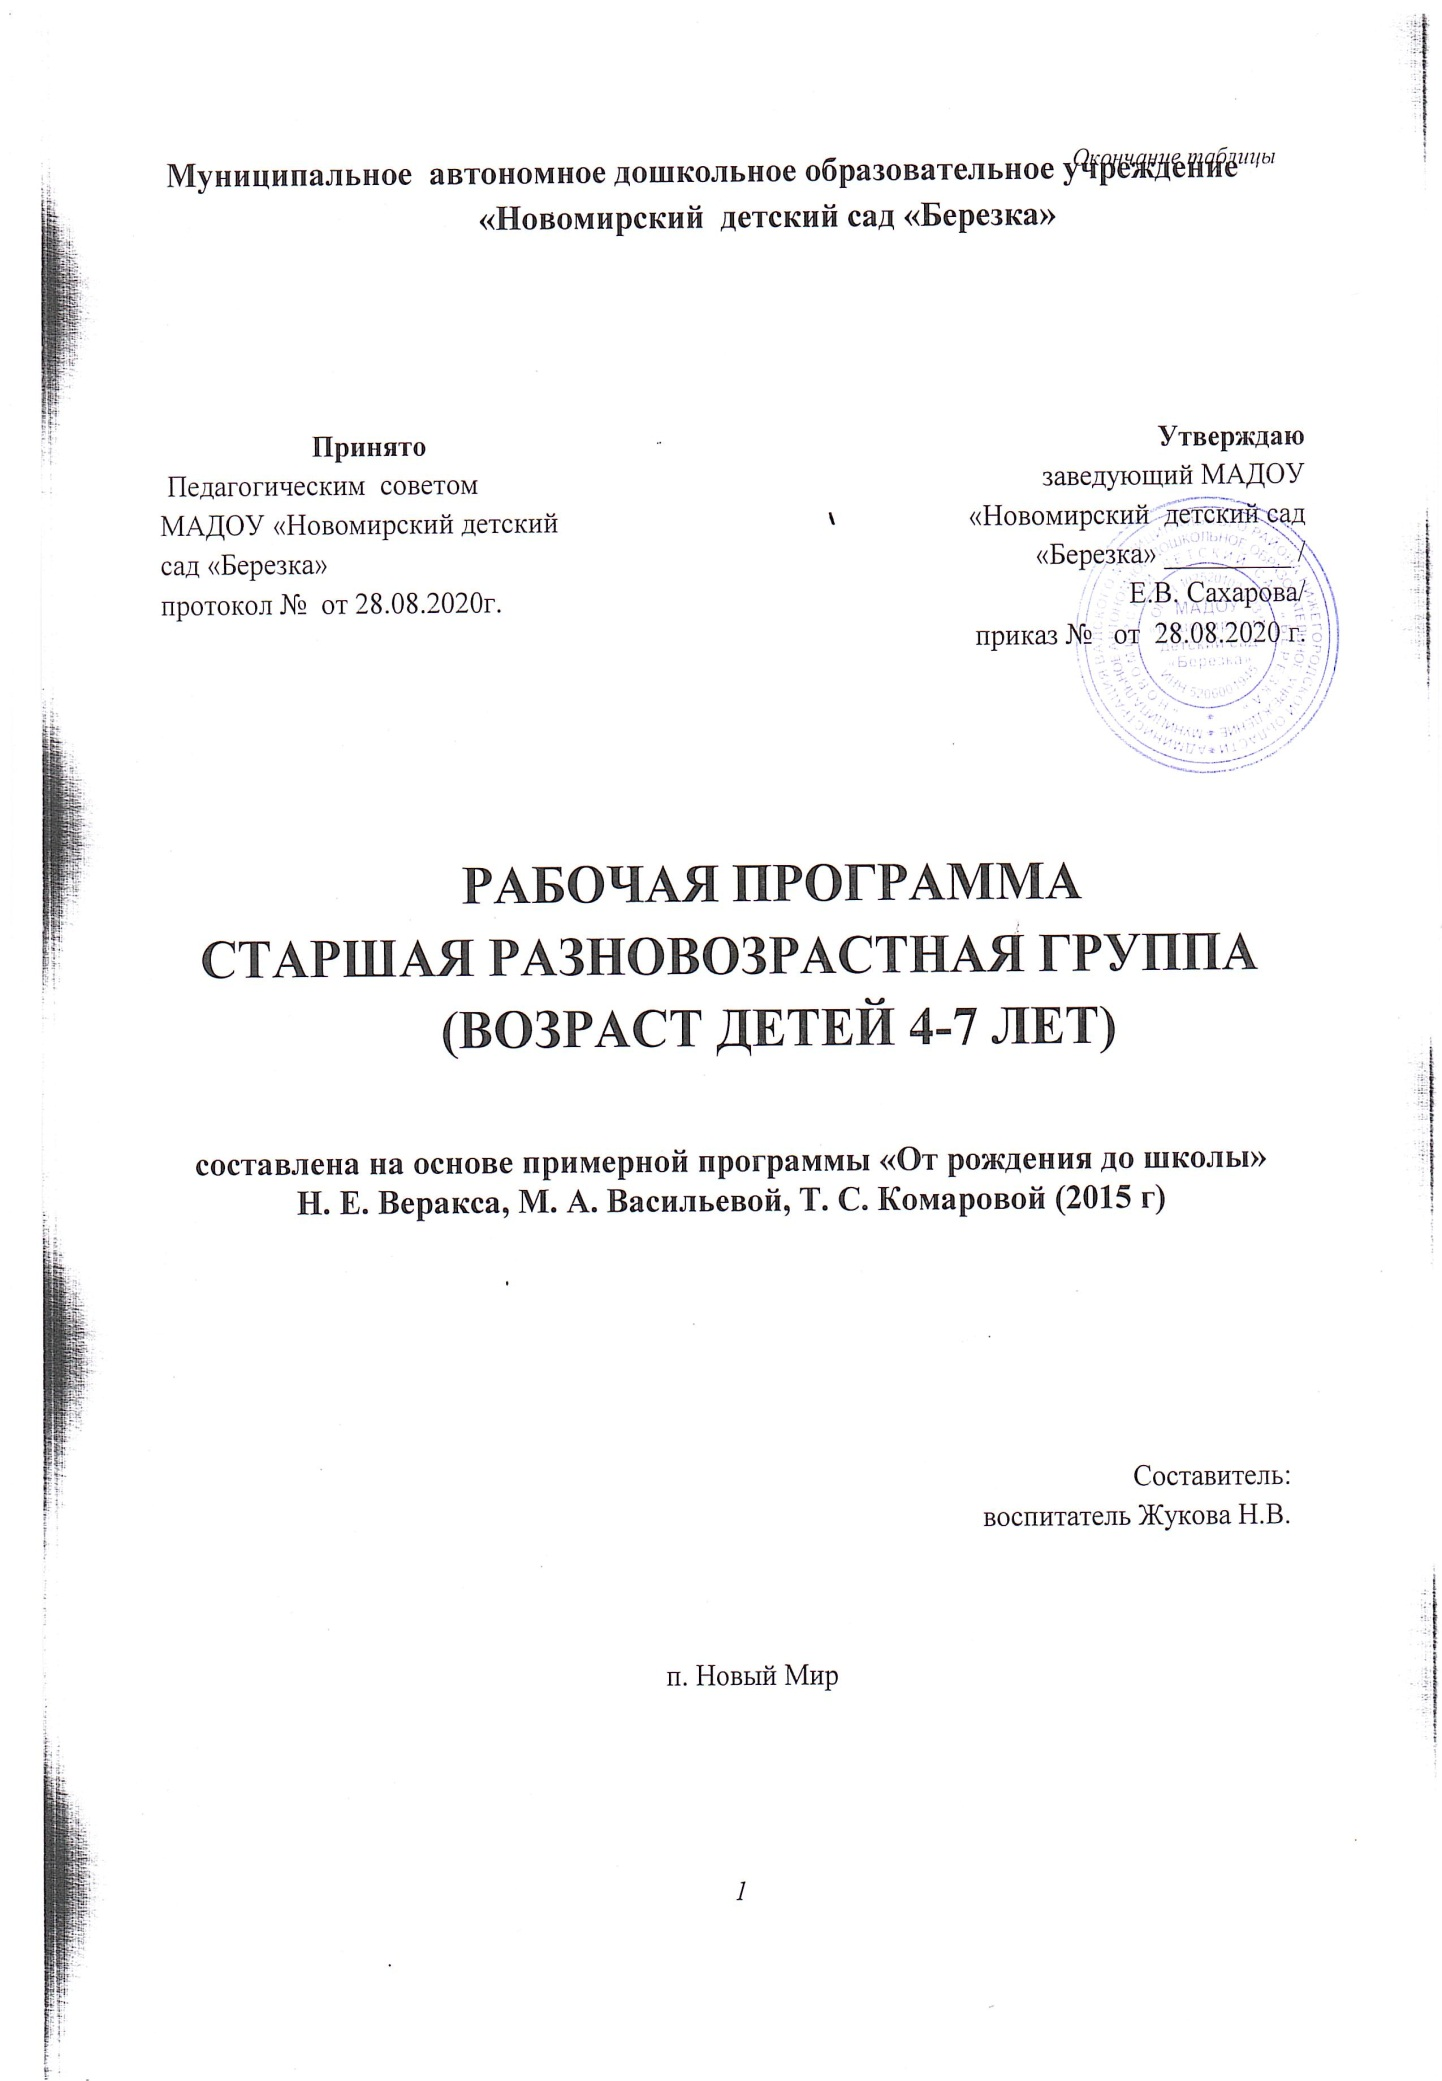 Окончание таблицы
Муниципальное автономное дошкольное образовательное учреждение
«Новомирский детский сад «Березка»
Принято
Педагогическим советом
МАДОУ «Новомирский детский
сад «Березка»
протокол № от 28.08.2020г.
Утверждаю
заведующий МАДОУ
«Новомирский детский сад
«Березка» _________/
Е.В. Сахарова/
приказ № от 28.08.2020 г.
МАДОУ
детский сад
«Березка»
РАБОЧАЯ ПРОГРАММА
СТАРШАЯ РАЗНОВОЗРАСТНАЯ ГРУППА
(ВОЗРАСТ ДЕТЕЙ 4-7 ЛЕТ)
составлена на основе примерной программы «От рождения до школы»
Н. Е. Веракса, М. А. Васильевой, Т. С. Комаровой (2015 г)
Составитель:
воспитатель Жукова Н.В.
п. Новый Мир
1